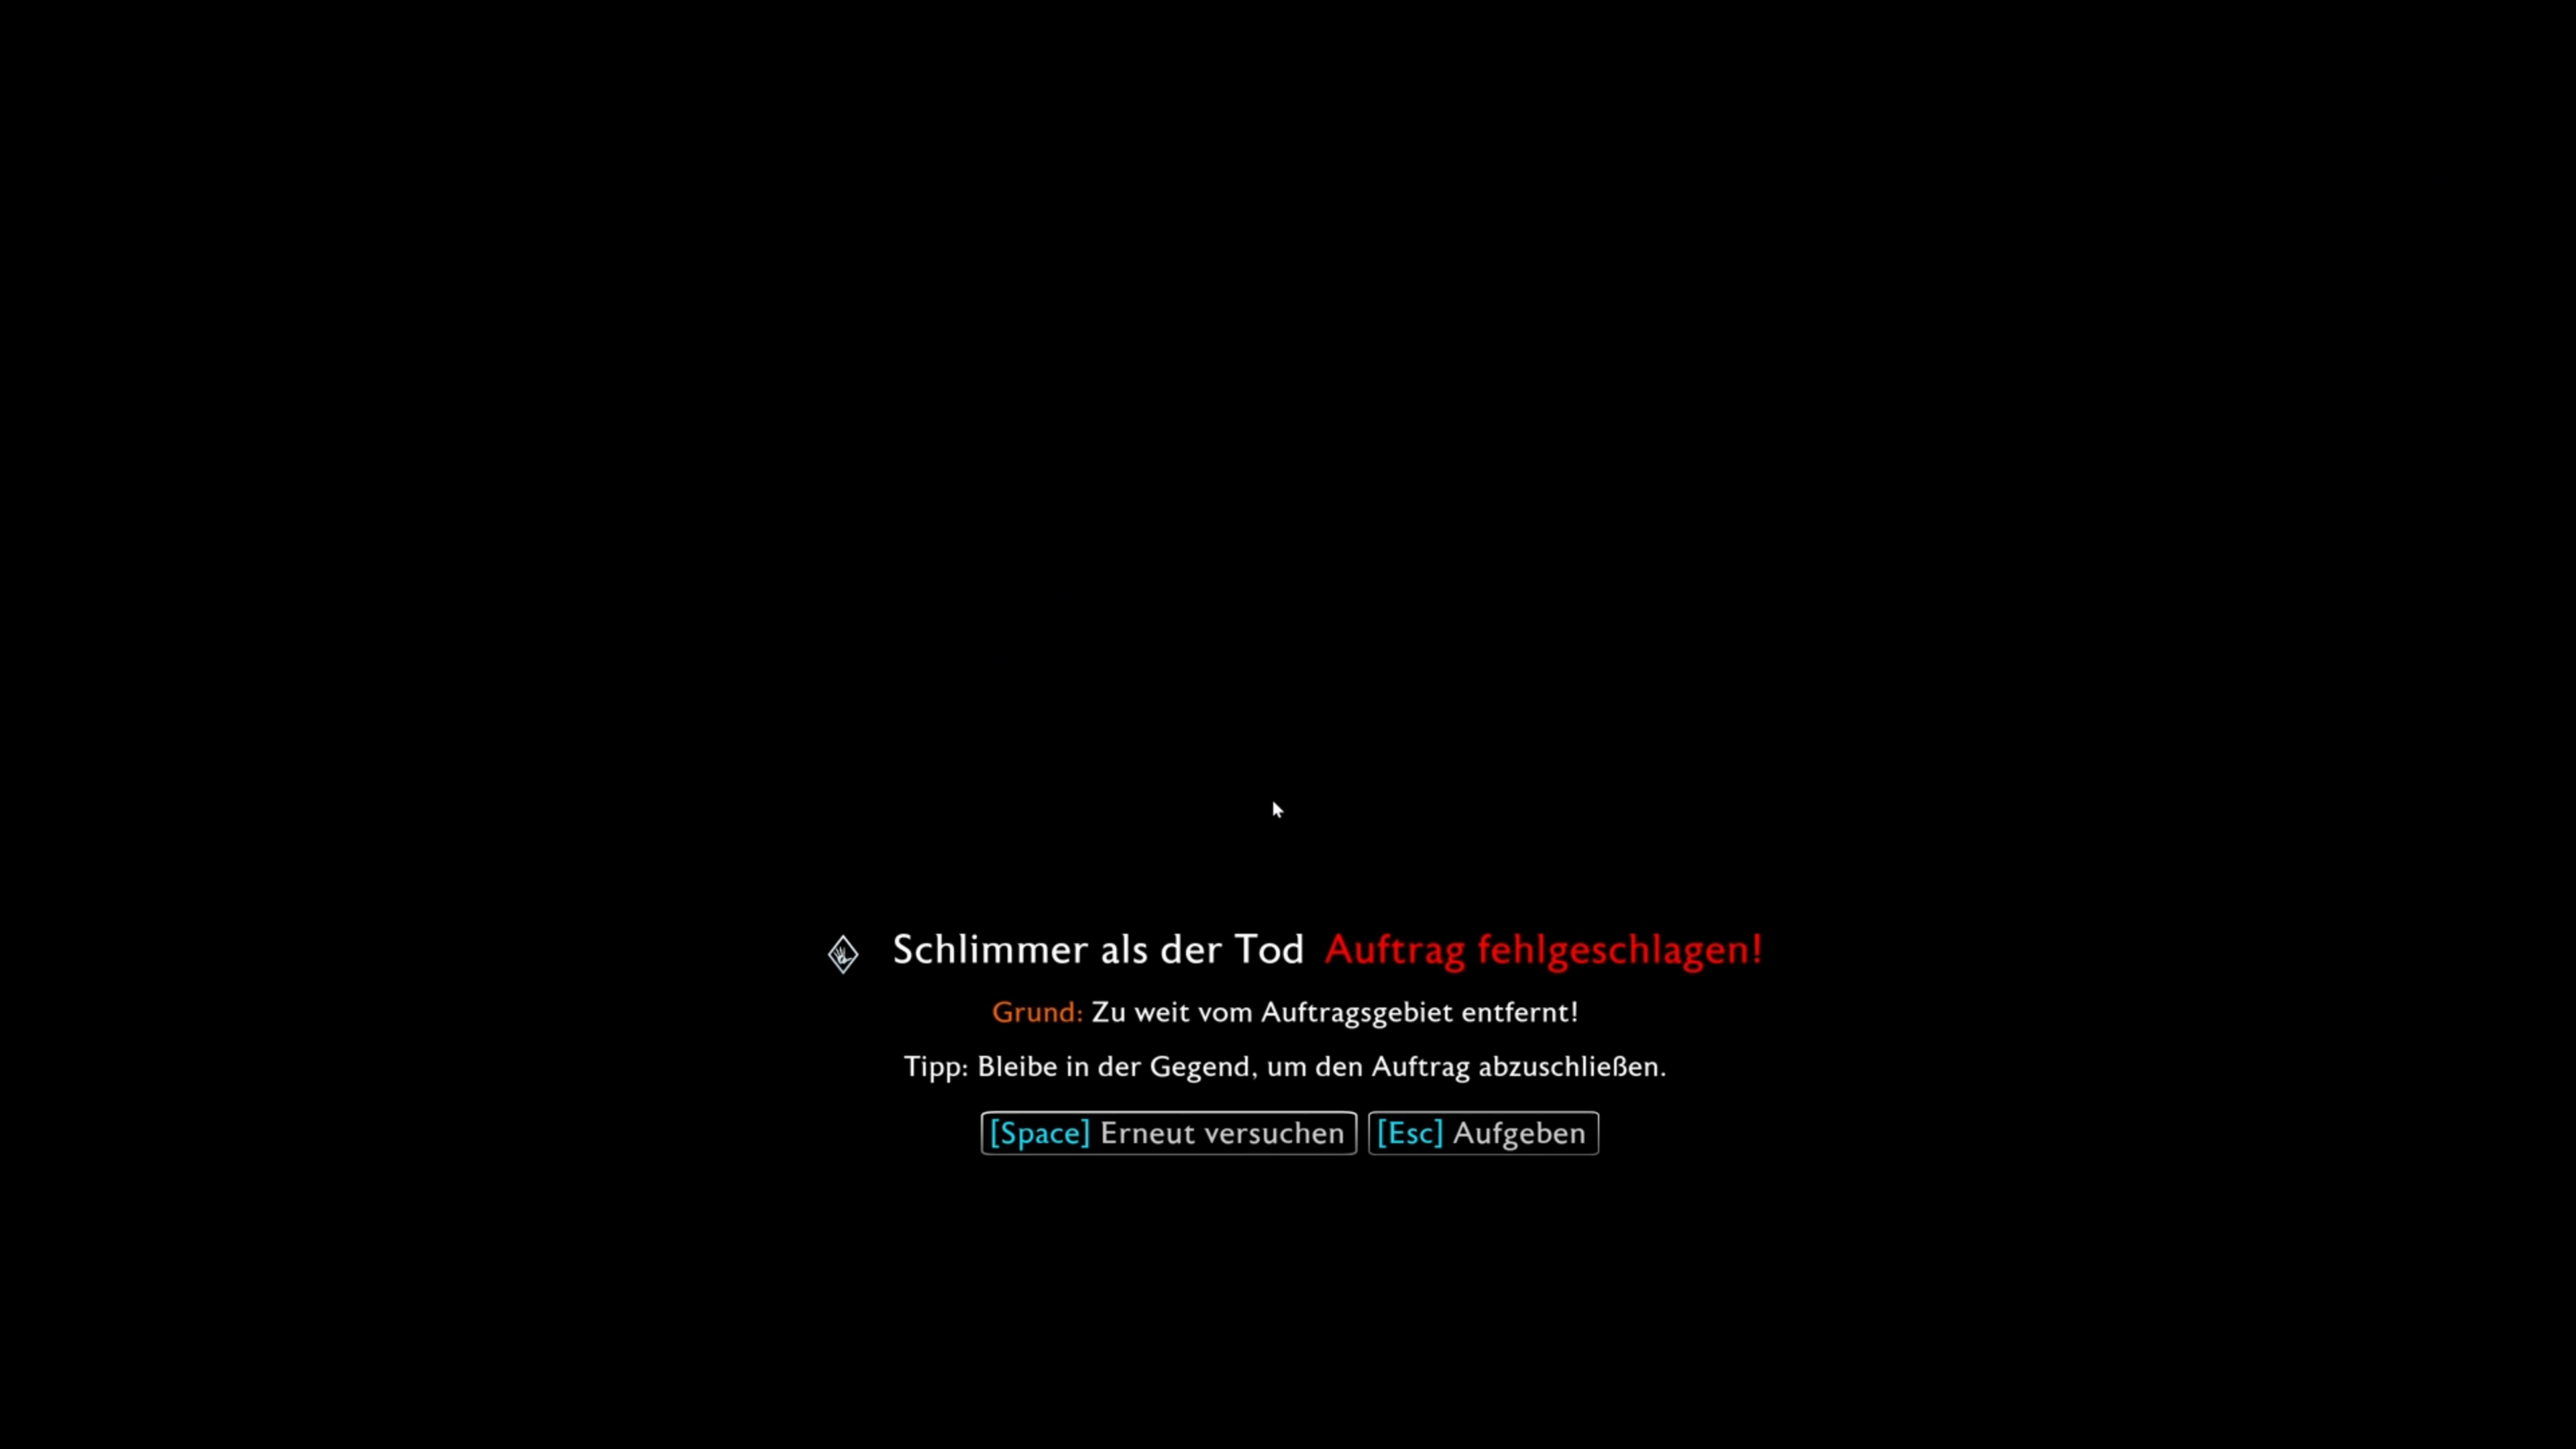 Schlimmer als der Tod Auftrag fehlgeschlagen!
Grund: Zu weit vom Auftragsgebiet entfernt!
Tipp: Bleibe in der Gegend, um den Auftrag abzuschließen.
[Space] Erneut versuchen [Esc] Aufgeben